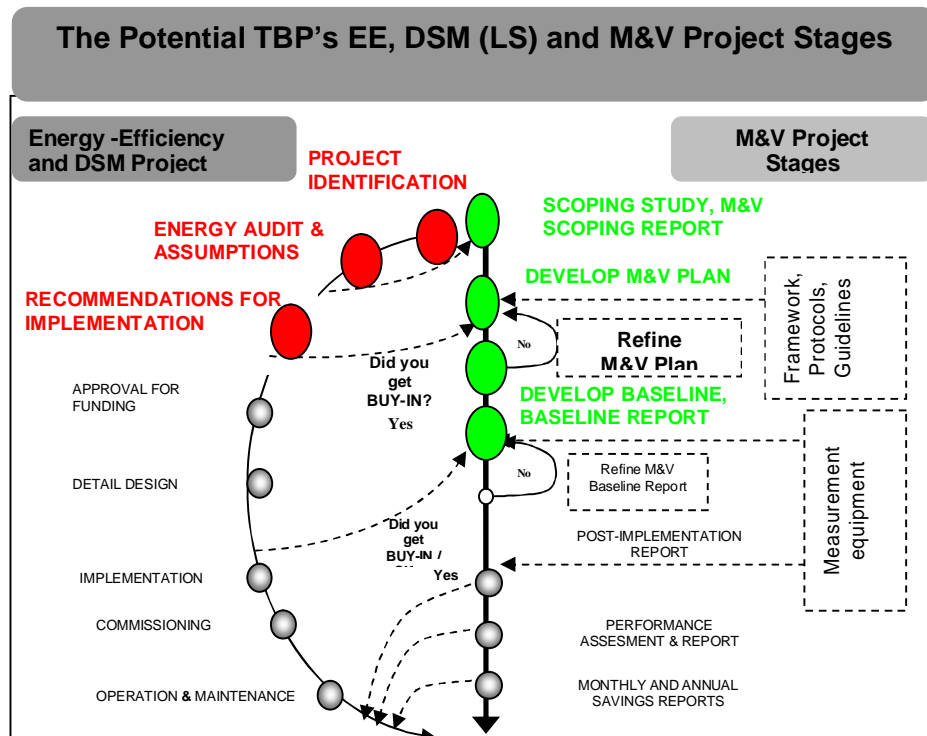 The Potential TBP's EE, DSM (LS) and M&V Project Stages
Energy -Efficiency
and DSM Project
M&V Project
Stages
PROJECT
IDENTIFICATION
SCOPING STUDY, M&V
SCOPING REPORT
ENERGY AUDIT &
ASSUMPTIONS
DEVELOP M&V PLAN
RECOMMENDATIONS FOR
IMPLEMENTATION
Framework,
Protocols,
Guidelines
No
Refine
M&V Plan
Did you
get
BUY-IN?
Yes
APPROVAL FOR
FUNDING
DEVELOP BASELINE,
BASELINE REPORT
No
Refine M&V
Baseline Report
DETAIL DESIGN
Measurement
equipment
Did you
get
BUY-IN /
Yes
POST-IMPLEMENTATION
REPORT
IMPLEMENTATION
COMMISSIONING
PERFORMANCE
ASSESMENT & REPORT
OPERATION & MAINTENANCE
MONTHLY AND ANNUAL
SAVINGS REPORTS